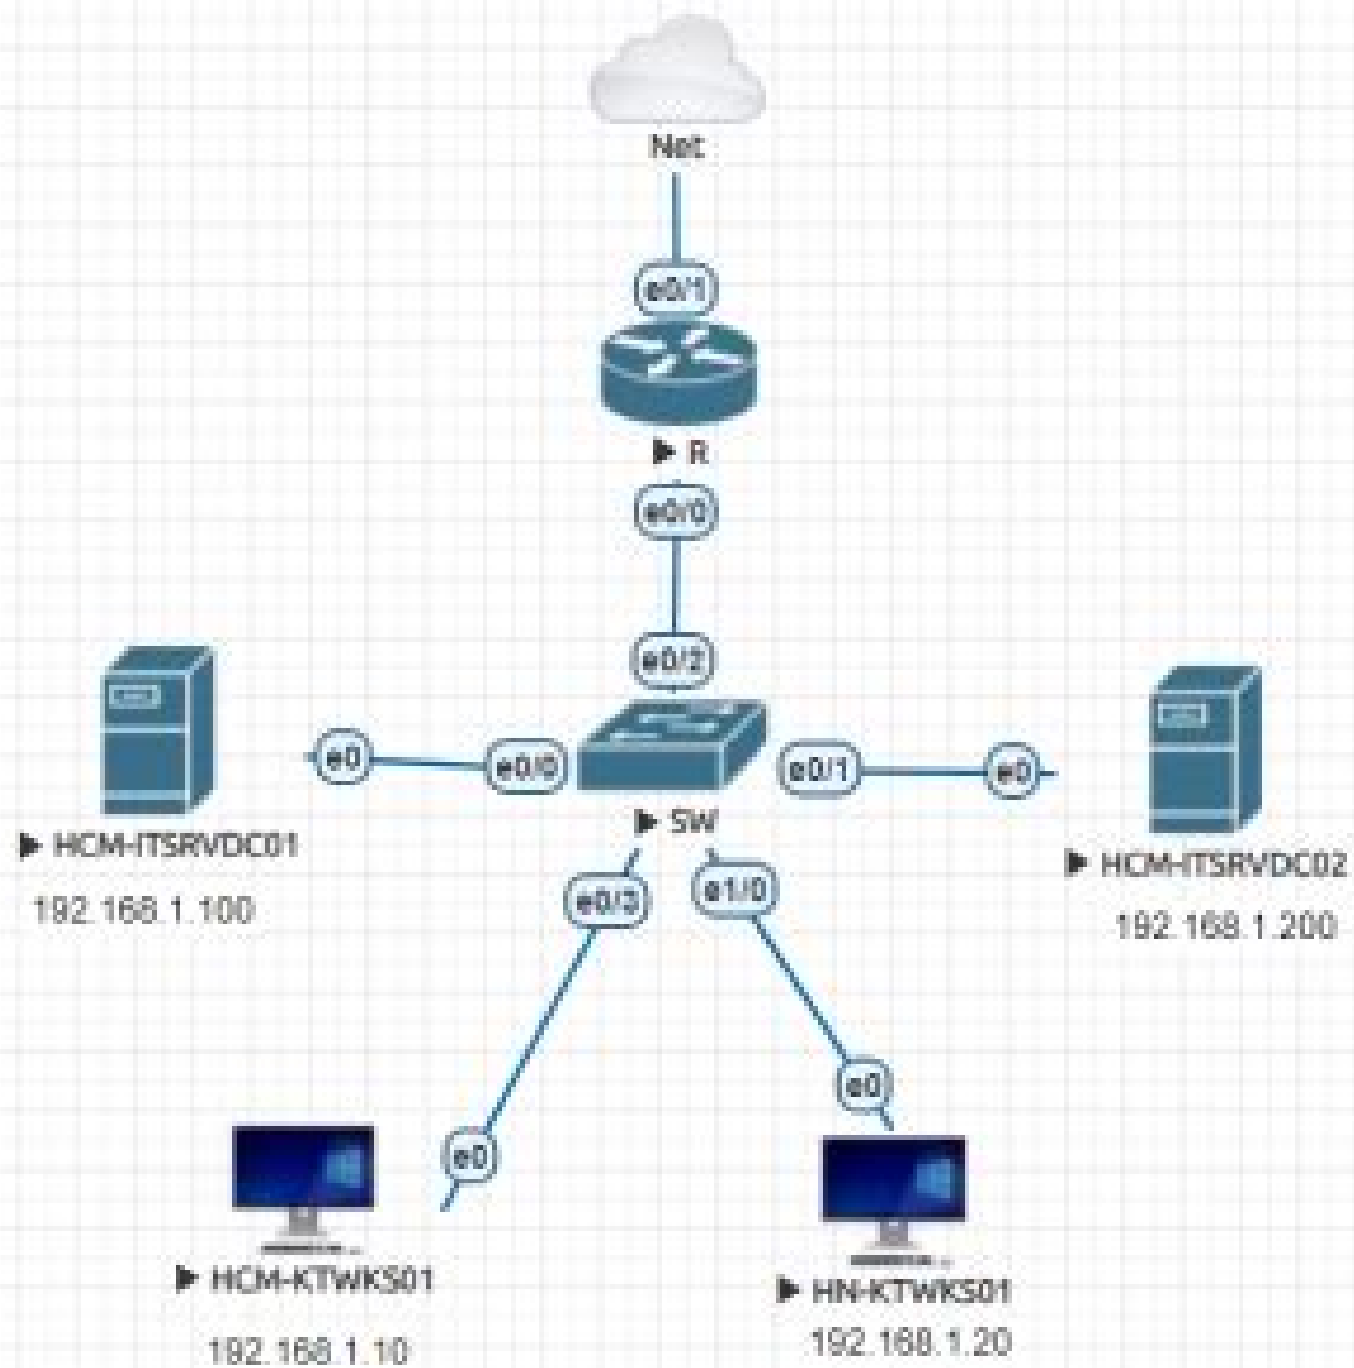 Net
e0/1
R
e0/0
e0/2
e0
e0/0
e0/1
e0
SW
HCM-ITSRVDC01
192.168.1.100
HCM-ITSRVDC02
192.168.1.200
e0/3
e1/0
e0
e0
HCM-KTWKS01
192.168.1.10
HN-KTWKS01
192.168.1.20